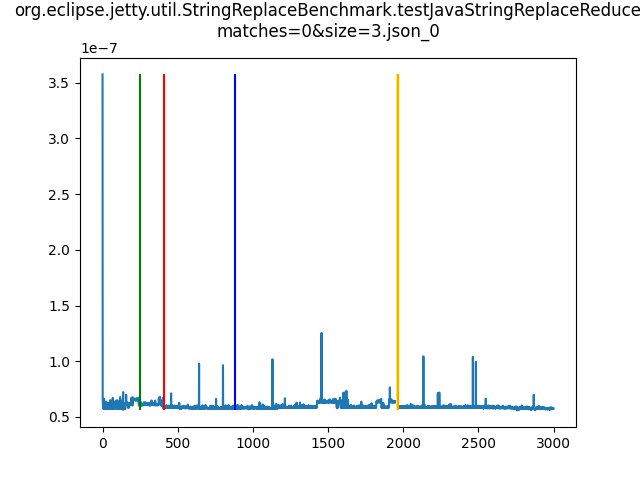 org.eclipse.jetty.util.StringReplaceBenchmark.testJavaStringReplaceReduce
matches=0&size=3.json_0
1e−7
3.5
3.0
2.5
2.0
1.5
1.0
0.5
0 500 1000 1500 2000 2500 3000